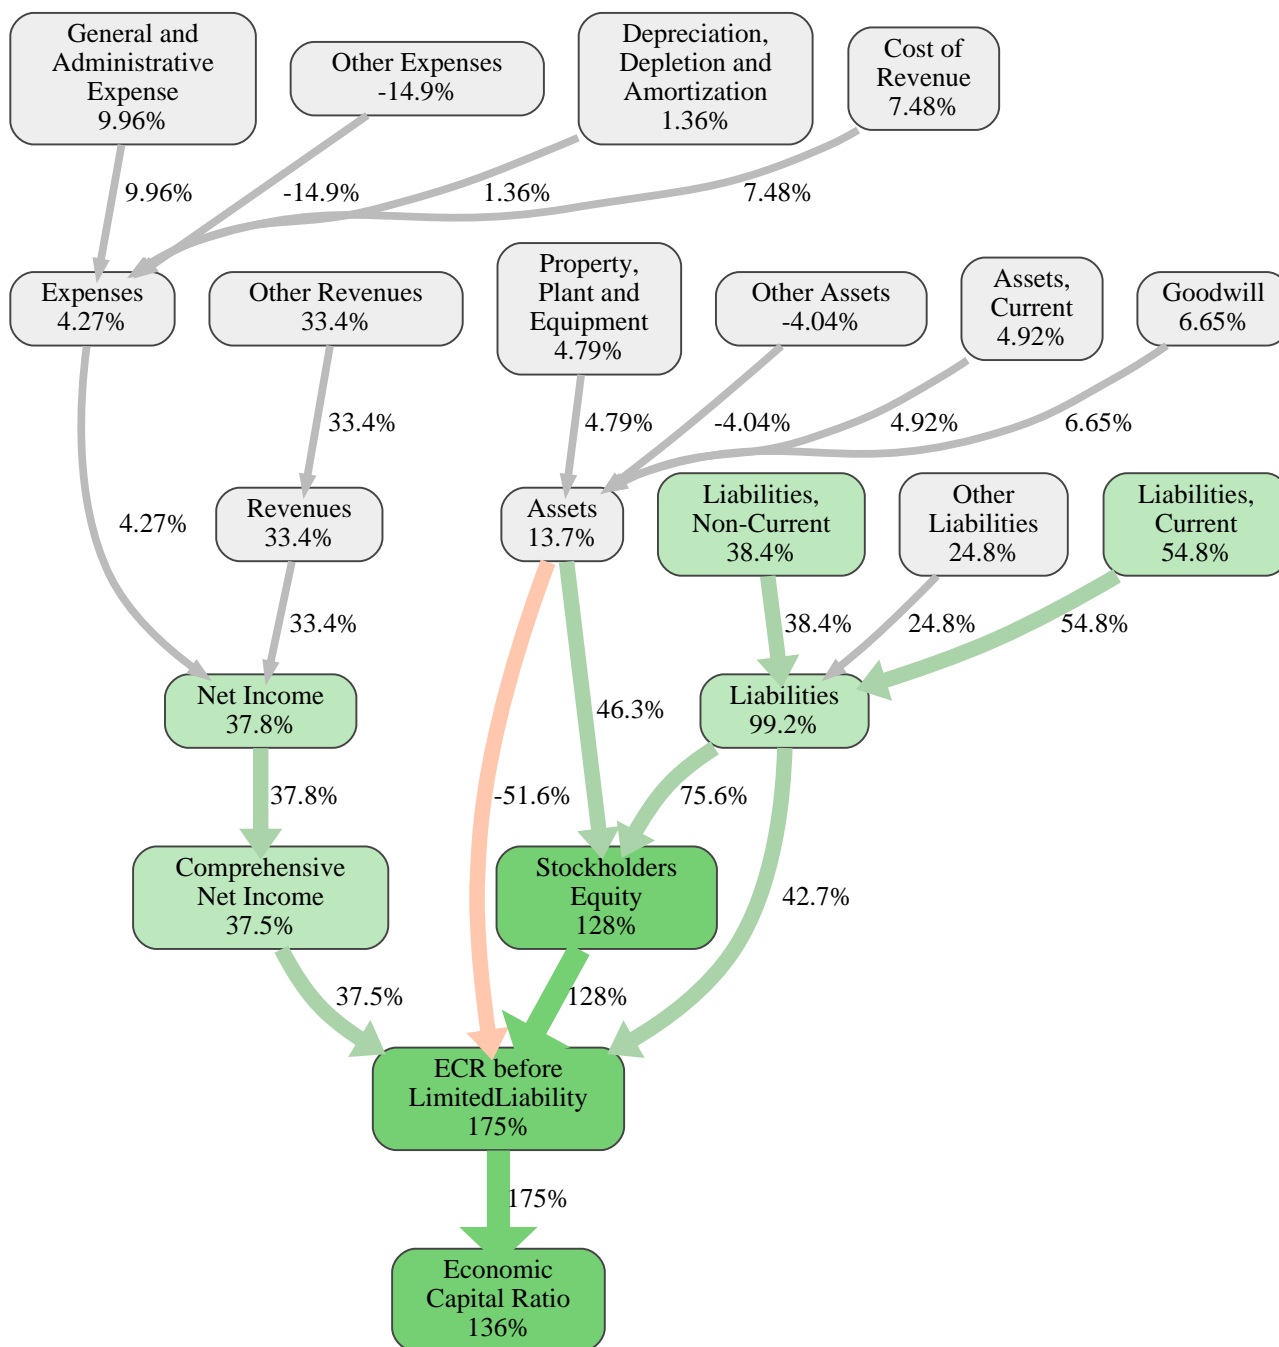 General and
Administrative
Expense
9.96%
Other Expenses
-14.9%
Depreciation,
Depletion and
Amortization
1.36%
Cost of
Revenue
7.48%
9.96%
-14.9%
1.36%
7.48%
Expenses
4.27%
Other Revenues
33.4%
Property,
Plant and
Equipment
4.79%
Other Assets
-4.04%
Assets,
Current
4.92%
Goodwill
6.65%
33.4%
4.79%
-4.04%
4.92%
6.65%
4.27%
Revenues
33.4%
Assets
13.7%
Liabilities,
Non-Current
38.4%
Other
Liabilities
24.8%
Liabilities,
Current
54.8%
33.4%
38.4%
24.8%
54.8%
Net Income
37.8%
46.3%
Liabilities
99.2%
37.8%
-51.6%
75.6%
Comprehensive
Net Income
37.5%
Stockholders
Equity
128%
42.7%
37.5%
128%
ECR before
LimitedLiability
175%
175%
Economic
Capital Ratio
136%